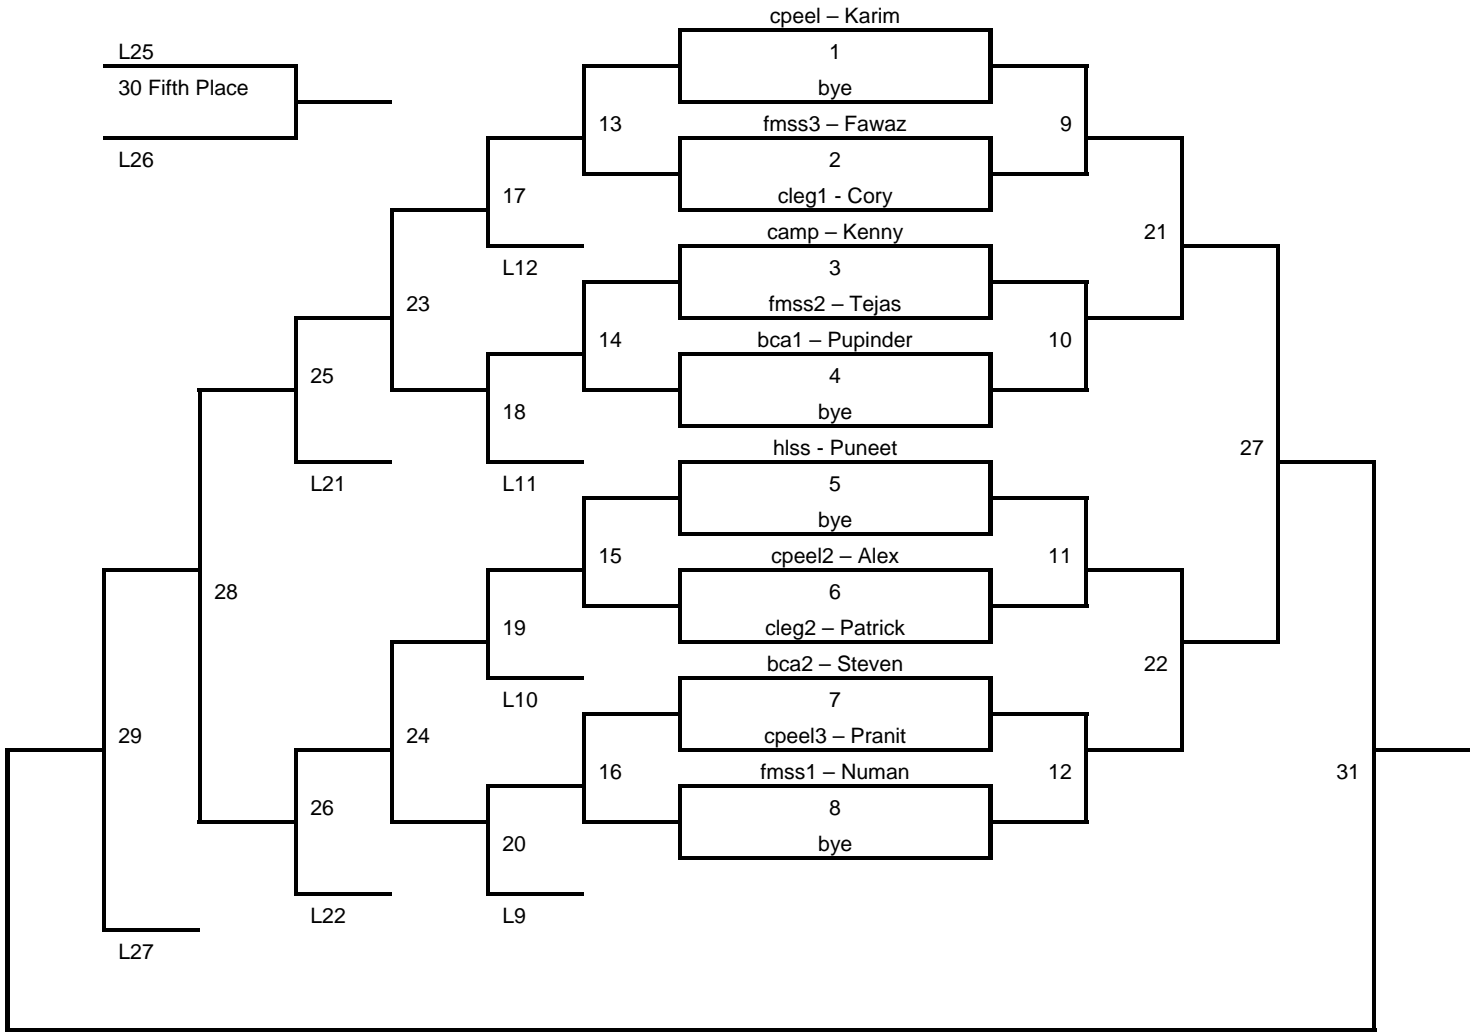 cpeel – Karim
L25
1
30 Fifth Place
bye
13
fmss3 – Fawaz
9
L26
2
17
cleg1 - Cory
camp – Kenny
21
L12
3
23
fmss2 – Tejas
14
bca1 – Pupinder
10
25
4
18
bye
hlss - Puneet
27
L21
L11
5
bye
15
cpeel2 – Alex
11
28
6
19
cleg2 – Patrick
bca2 – Steven
22
L10
7
29
24
cpeel3 – Pranit
16
fmss1 – Numan
12
31
26
8
20
bye
L22
L9
L27